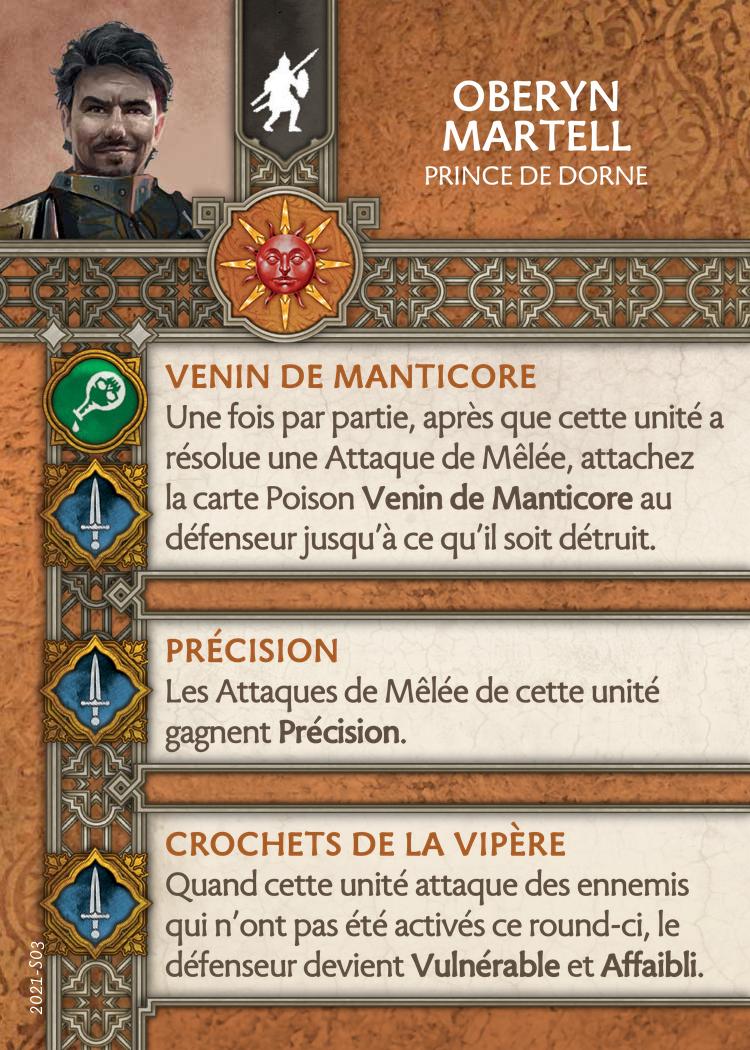 OBERYN
MARTELL
PRINCE DE DORNE
VENIN DE MANTICORE
Une fois par partie, après que cette unité a
résolue une Attaque de Mêlée, attachez
la carte Poison Venin de Manticore au
défenseur jusqu'à ce qu'il soit détruit.
PRÉCISION
Les Attaques de Mêlée de cette unité
gagnent Précision.
CROCHETS DE LA VIPÈRE
Quand cette unité attaque des ennemis
qui n'ont pas été activés ce round-ci, le
défenseur devient Vulnérable et Affaibli.
2021-S03